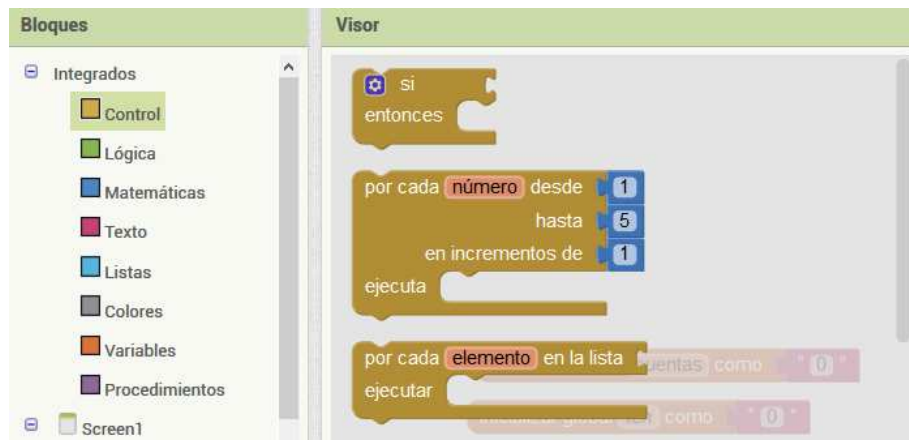 Bloques
Visor
Integrados
Control
Lógica
Matemáticas
Texto
Listas
Colores
Variables
Procedimientos
Screen1
si
entonces
por cada número desde 1
hasta 5
en incrementos de 1
ejecuta
por cada elemento en la lista
ejecutar
como " 0 "
como " 0 "